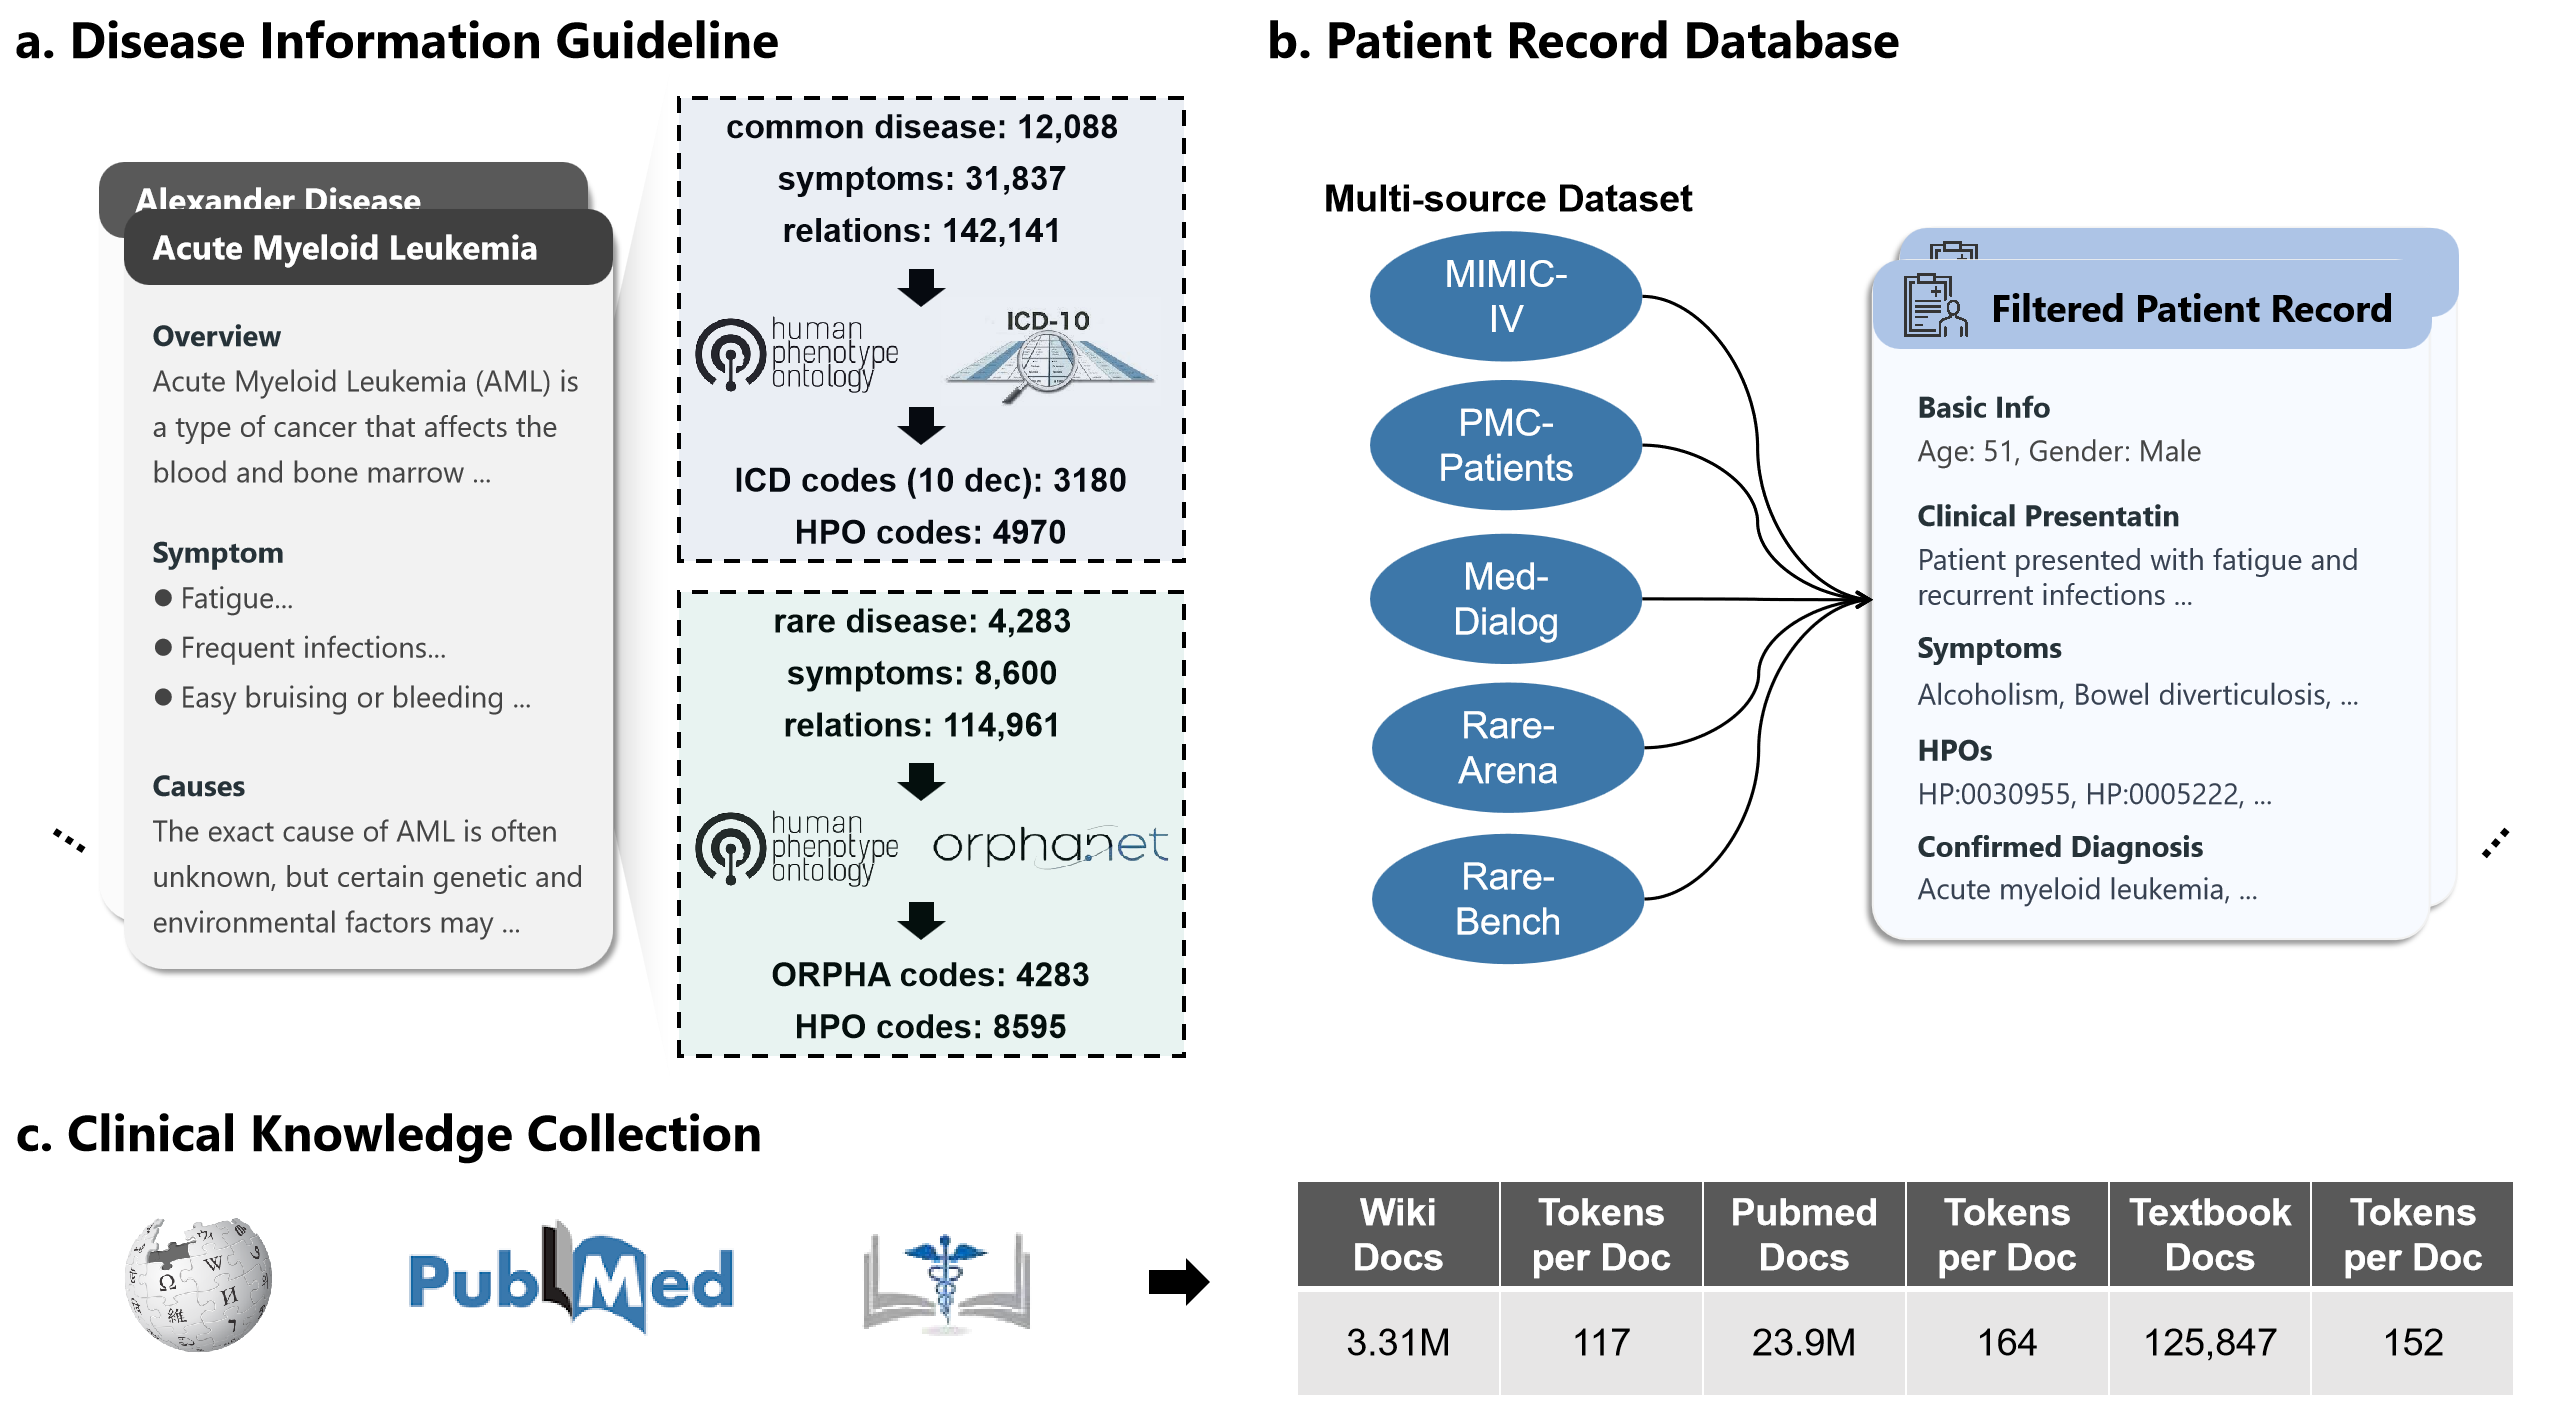 a. Disease Information Guideline
Alexander Disease
Acute Myeloid Leukemia
Overview
Acute Myeloid Leukemia (AML) is
a type of cancer that affects the
blood and bone marrow ...
Symptom
● Fatigue...
● Frequent infections...
● Easy bruising or bleeding ...
Causes
The exact cause of AML is often
unknown, but certain genetic and
environmental factors may ...
common disease: 12,088
symptoms: 31,837
relations: 142,141
human
phenotype
ontology
ICD-10
ICD codes (10 dec): 3180
HPO codes: 4970
rare disease: 4,283
symptoms: 8,600
relations: 114,961
human
phenotype
ontology
orphanet
ORPHA codes: 4283
HPO codes: 8595
b. Patient Record Database
Multi-source Dataset
MIMIC-
IV
PMC-
Patients
Med-
Dialog
Rare-
Arena
Rare-
Bench
Filtered Patient Record
Basic Info
Age: 51, Gender: Male
Clinical Presentatin
Patient presented with fatigue and
recurrent infections ...
Symptoms
Alcoholism, Bowel diverticulosis, ...
HPOs
HP:0030955, HP:0005222, ...
Confirmed Diagnosis
Acute myeloid leukemia, ...
c. Clinical Knowledge Collection
PubMed
Wiki Docs
Tokens per Doc
Pubmed Docs
Tokens per Doc
Textbook Docs
Tokens per Doc
3.31M 117 23.9M 164 125,847 152